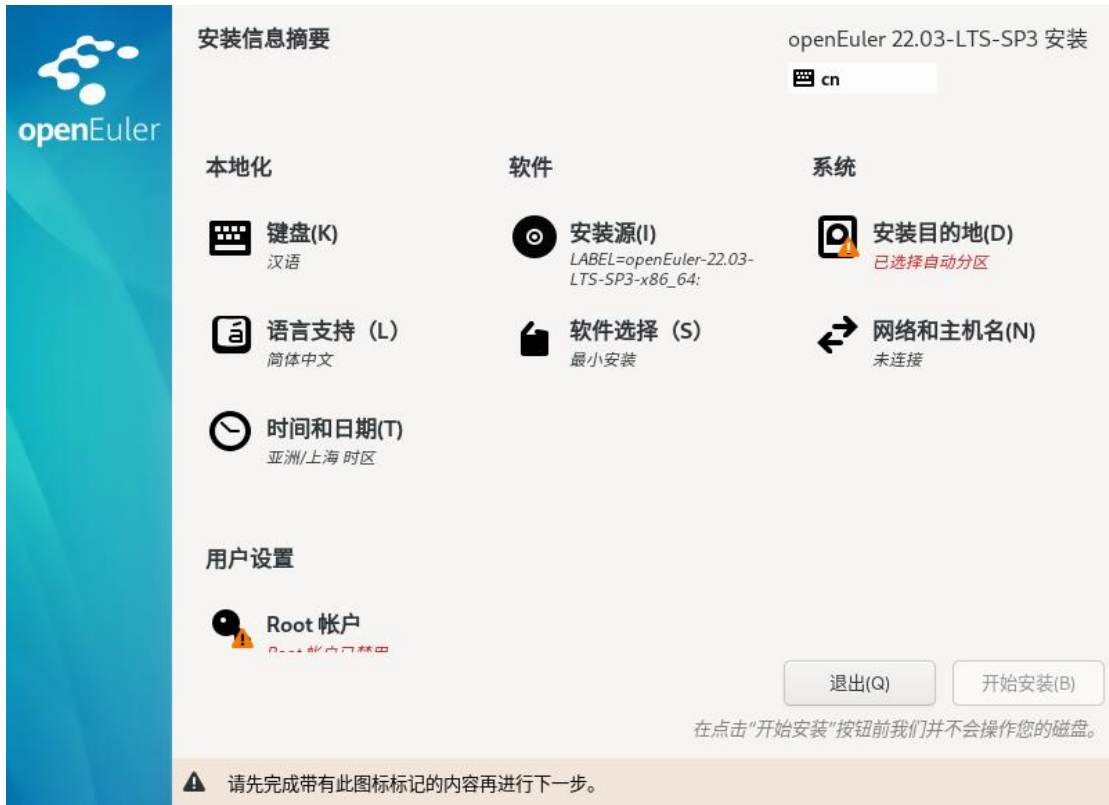 openEuler
安装信息摘要
openEuler 22.03-LTS-SP3 安装
cn
本地化
键盘(K)
汉语
语言支持（L）
简体中文
时间和日期(T)
亚洲/上海 时区
软件
安装源(I)
LABEL=openEuler-22.03-
LTS-SP3-x86_64:
软件选择（S）
最小安装
系统
安装目的地(D)
已选择自动分区
网络和主机名(N)
未连接
用户设置
Root 帐户
Root 帐户已禁用
退出(Q)
开始安装(B)
在点击"开始安装"按钮前我们并不会操作您的磁盘。
请先完成带有此图标标记的内容再进行下一步。